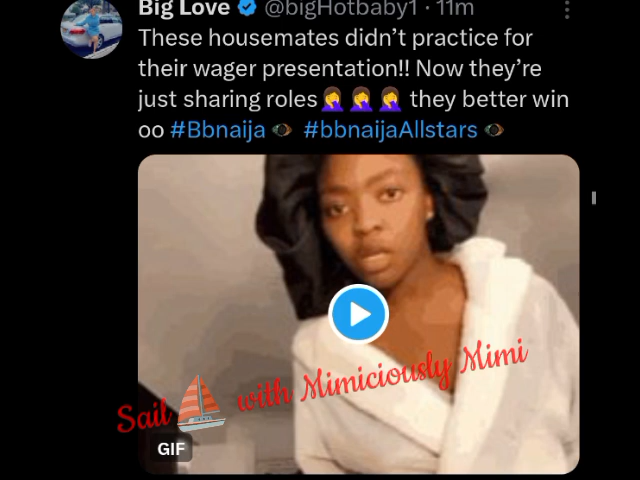 Big Love @bigHotbaby1 · 11m
These housemates didn’t practice for
their wager presentation!! Now they’re
just sharing roles🤦‍♀️🤦‍♀️🤦‍♀️ they better win
oo #Bbnaija #bbnaijaAllstars
Sail⛵ with Mimiciously Mimi
GIF